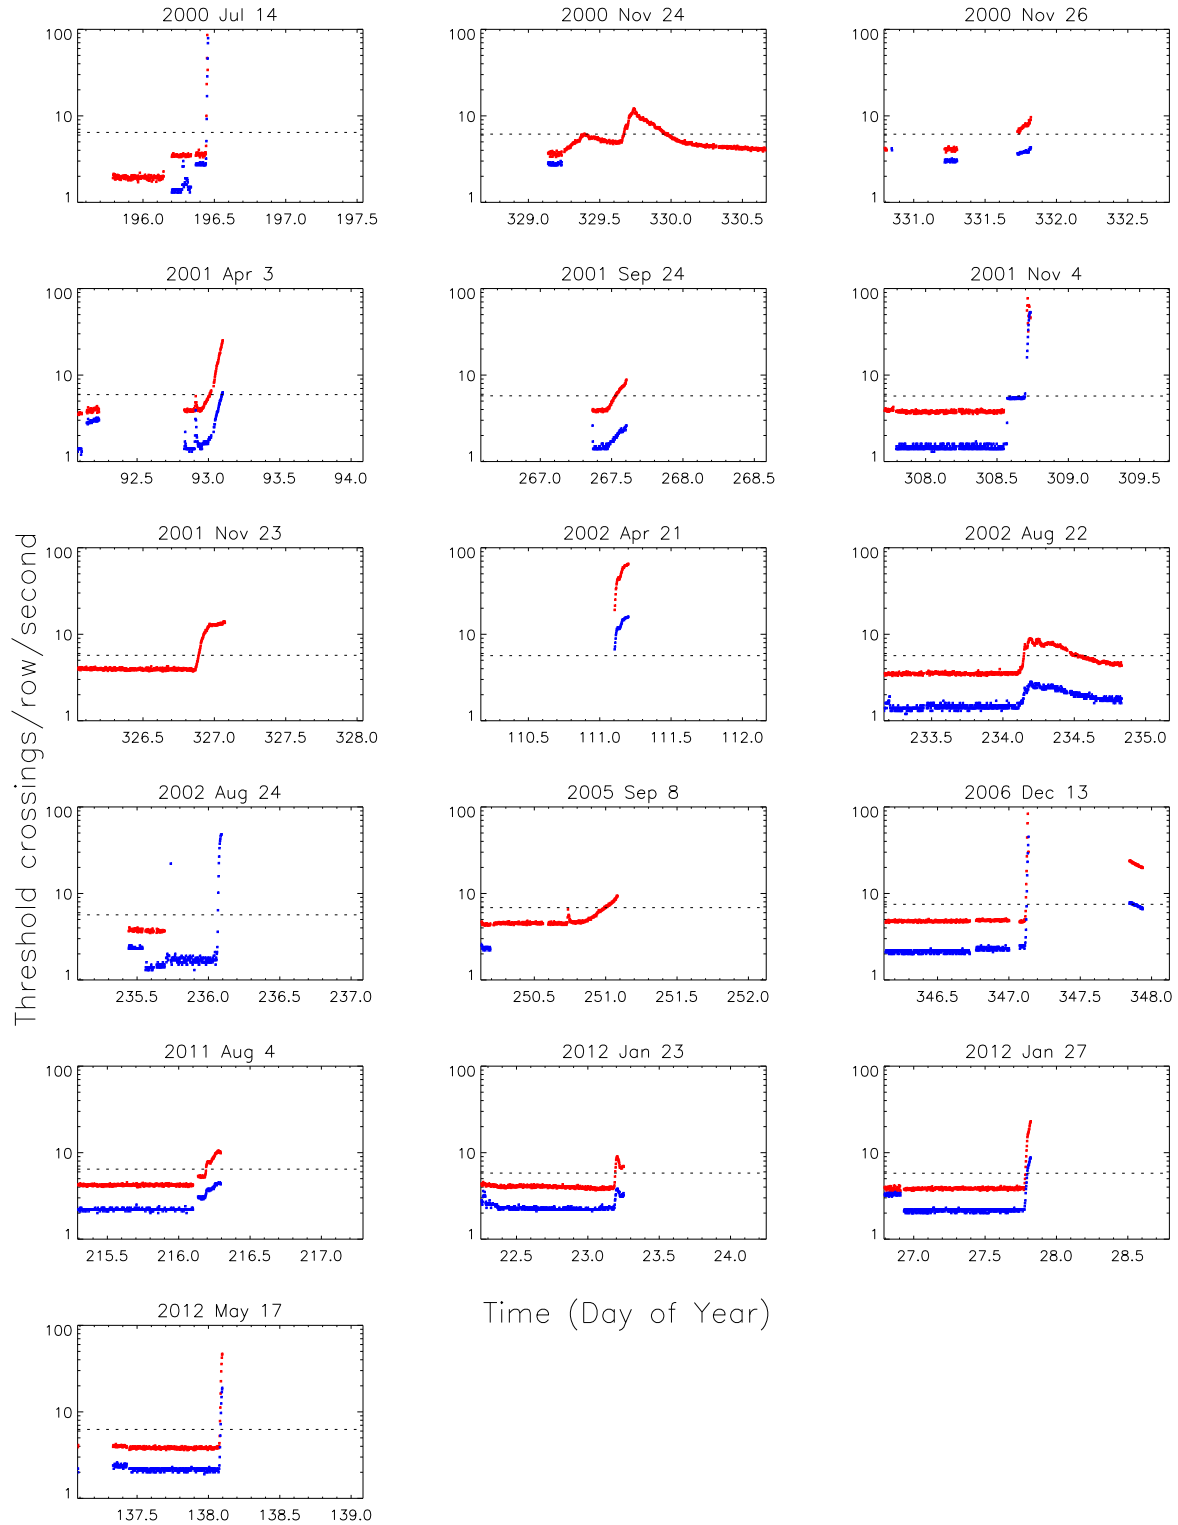 2000 Jul 14
100
10
1
196.0 196.5 197.0 197.5
2000 Nov 24
100
10
1
329.0 329.5 330.0 330.5
2000 Nov 26
100
10
1
331.0 331.5 332.0 332.5
2001 Apr 3
100
10
1
92.5 93.0 93.5 94.0
2001 Sep 24
100
10
1
267.0 267.5 268.0 268.5
2001 Nov 4
100
10
1
308.0 308.5 309.0 309.5
Threshold crossings/row/second
2001 Nov 23
100
10
1
326.5 327.0 327.5 328.0
2002 Apr 21
100
10
1
110.5 111.0 111.5 112.0
2002 Aug 22
100
10
1
233.5 234.0 234.5 235.0
2002 Aug 24
100
10
1
235.5 236.0 236.5 237.0
2005 Sep 8
100
10
1
250.5 251.0 251.5 252.0
2006 Dec 13
100
10
1
346.5 347.0 347.5 348.0
2011 Aug 4
100
10
1
215.5 216.0 216.5 217.0
2012 Jan 23
100
10
1
22.5 23.0 23.5 24.0
2012 Jan 27
100
10
1
27.0 27.5 28.0 28.5
Time (Day of Year)
2012 May 17
100
10
1
137.5 138.0 138.5 139.0